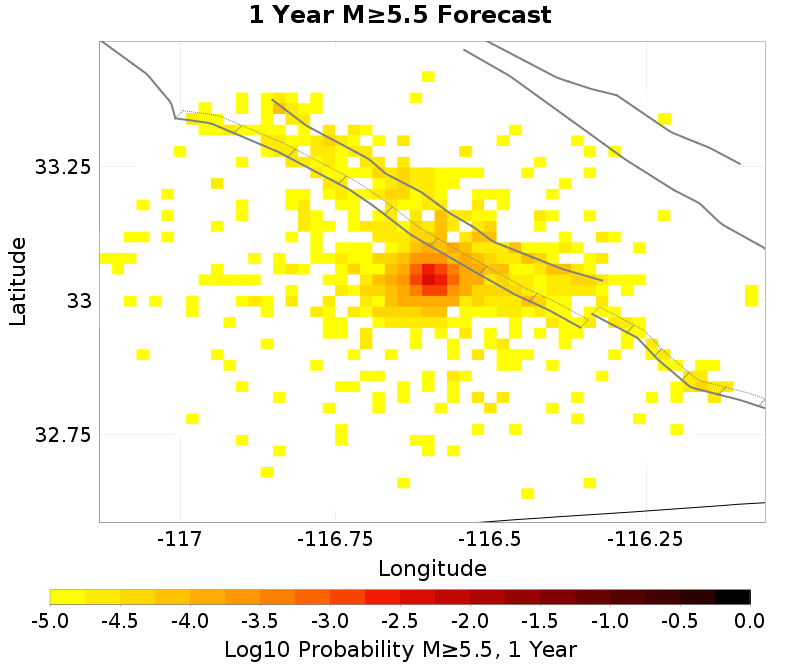 1 Year M≥5.5 Forecast
33.25
33
32.75
Latitude
-117 -116.75 -116.5 -116.25
Longitude
-5.0 -4.5 -4.0 -3.5 -3.0 -2.5 -2.0 -1.5 -1.0 -0.5 0.0
Log10 Probability M≥5.5, 1 Year